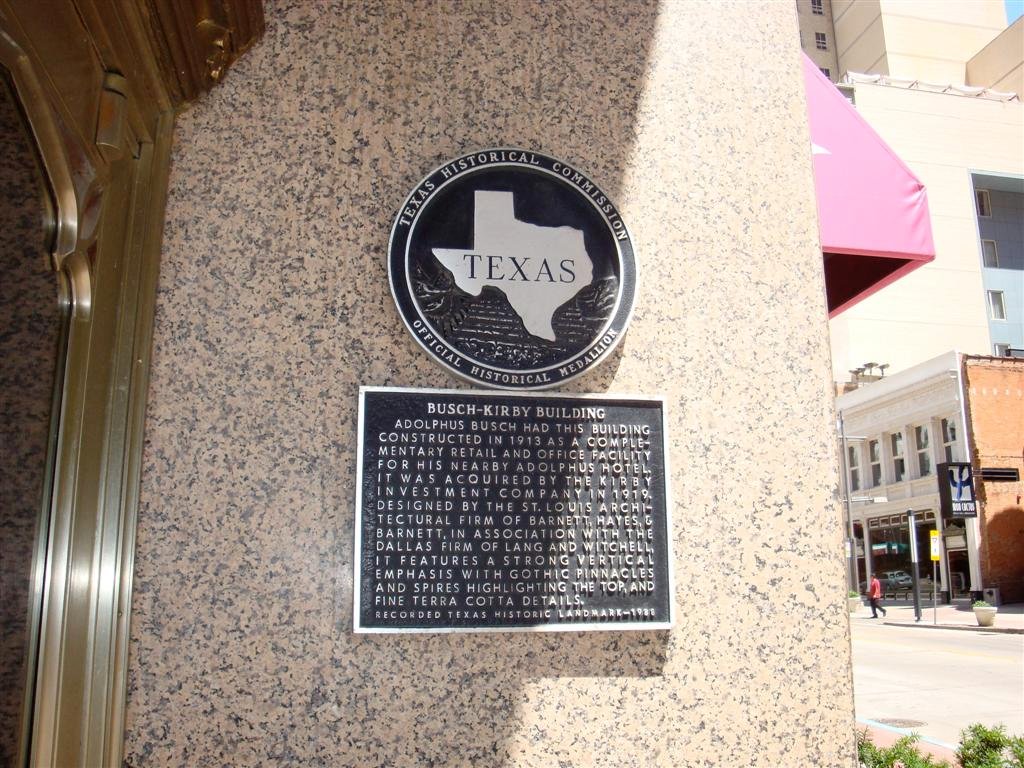 TEXAS HISTORICAL COMMISSION
TEXAS
OFFICIAL HISTORICAL MEDALLION
BUSCH-KIRBY BUILDING
ADOLPHUS BUSCH HAD THIS BUILDING
CONSTRUCTED IN 1913 AS A COMPLE-
MENTARY RETAIL AND OFFICE FACILITY
FOR HIS NEARBY ADOLPHUS HOTEL.
IT WAS ACQUIRED BY THE KIRBY
INVESTMENT COMPANY IN 1919.
DESIGNED BY THE ST. LOUIS ARCHI-
TECTURAL FIRM OF BARNETT, HAYES, &
BARNETT, IN ASSOCIATION WITH THE
DALLAS FIRM OF LANG AND WITCHELL,
IT FEATURES A STRONG VERTICAL
EMPHASIS WITH GOTHIC PINNACLES
AND SPIRES HIGHLIGHTING THE TOP, AND
FINE TERRA COTTA DETAILS.
RECORDED TEXAS HISTORIC LANDMARK-1988